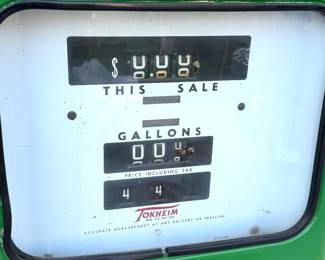 $ 0.00
THIS SALE
GALLONS
00
PRICE INCLUDING TAX
4 4
TOKHEIM
ACCURATE MEASUREMENT AT ANY DELIVERY OR PRESSURE